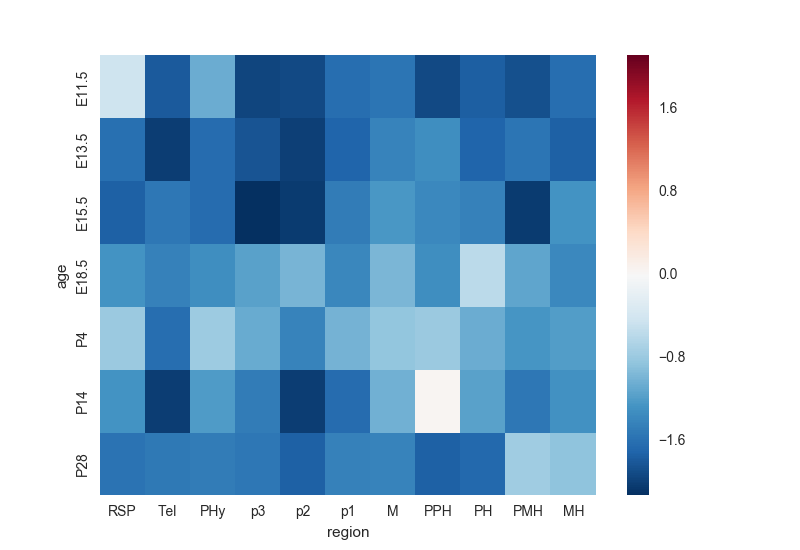 E11.5
E13.5
E15.5
E18.5
P4
P14
P28
age
RSP Tel PHy p3 p2 p1 M PPH PH PMH MH
region
1.6
0.8
0.0
−0.8
−1.6